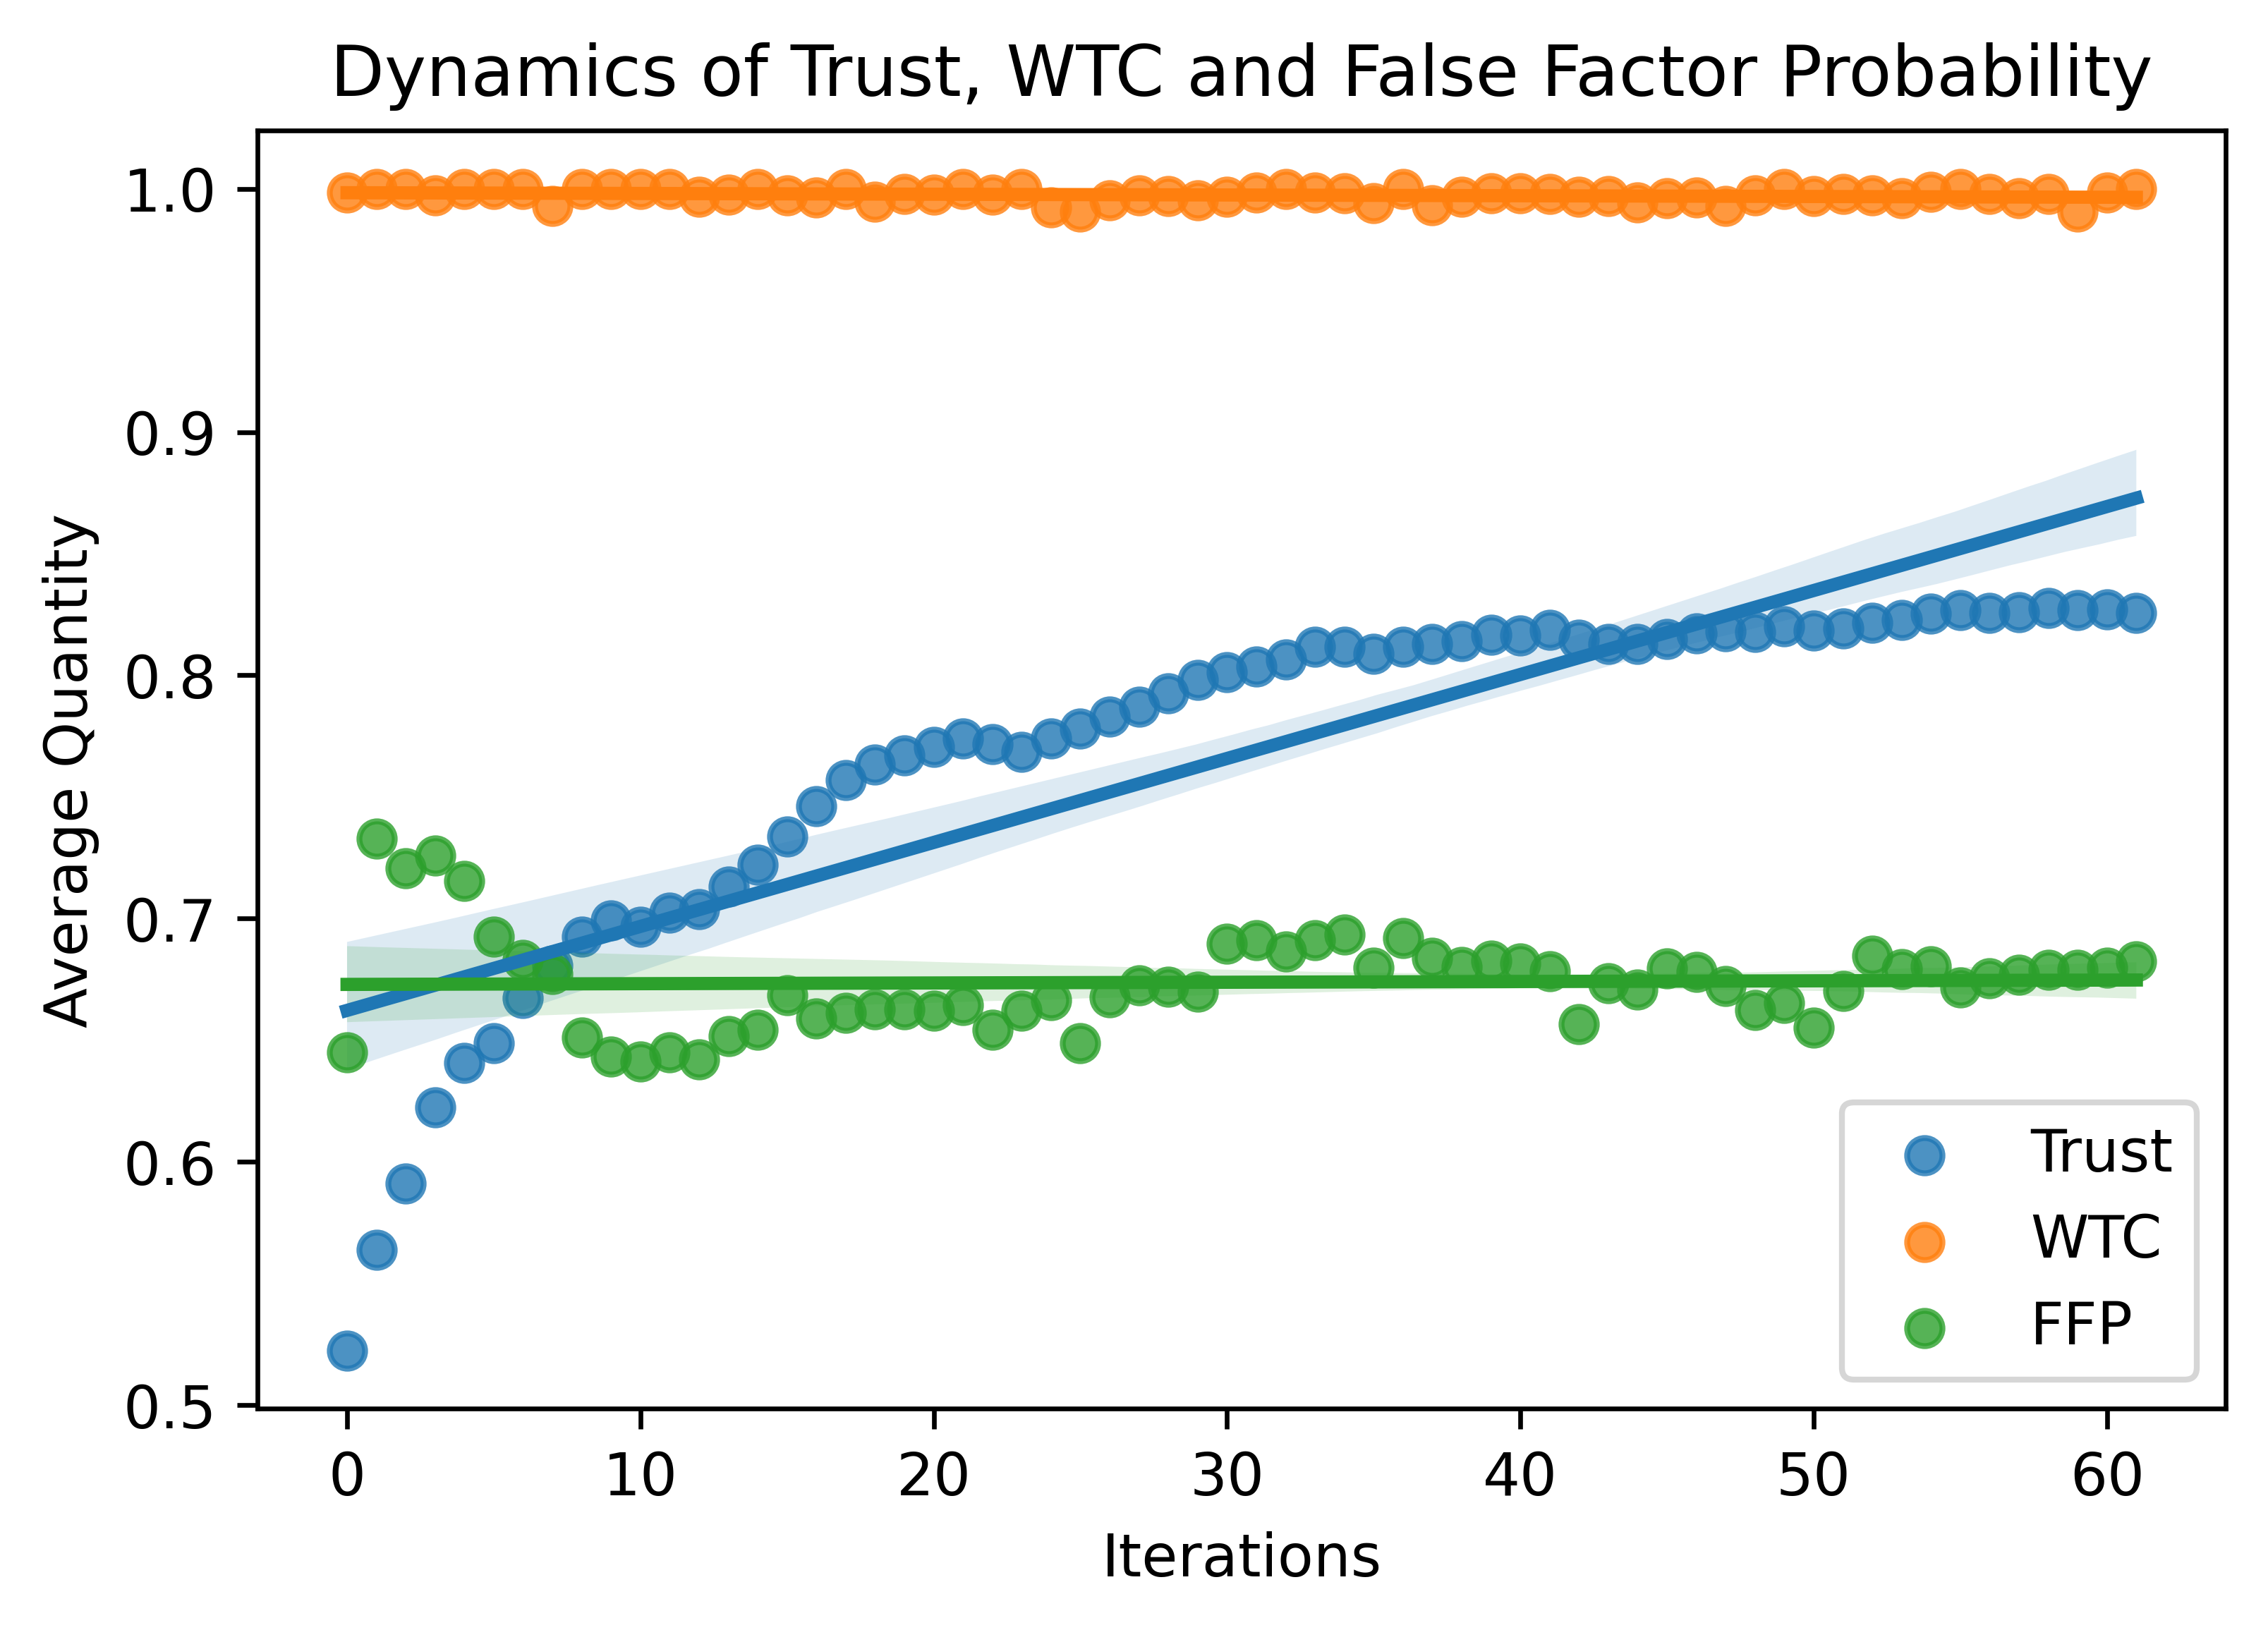 Dynamics of Trust, WTC and False Factor Probability
1.0
0.9
0.8
0.7
0.6
0.5
Average Quantity
0 10 20 30 40 50 60
Iterations
Trust
WTC
FFP